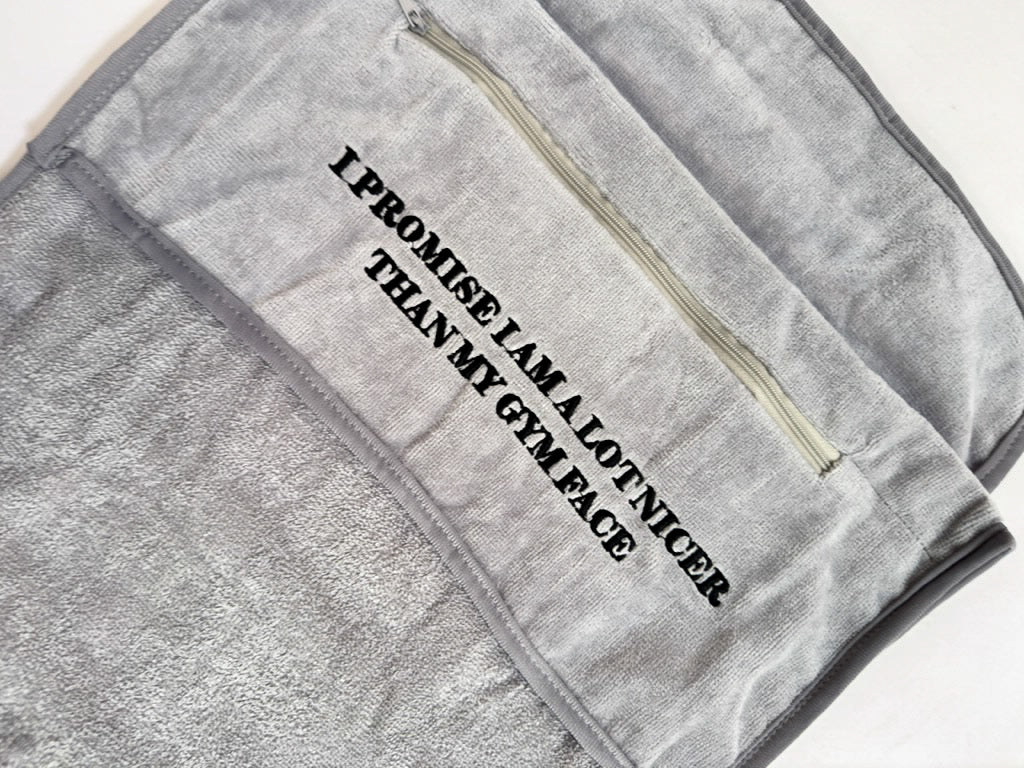 I PROMISE I AM A LOT NICER
THAN MY GYM FACE